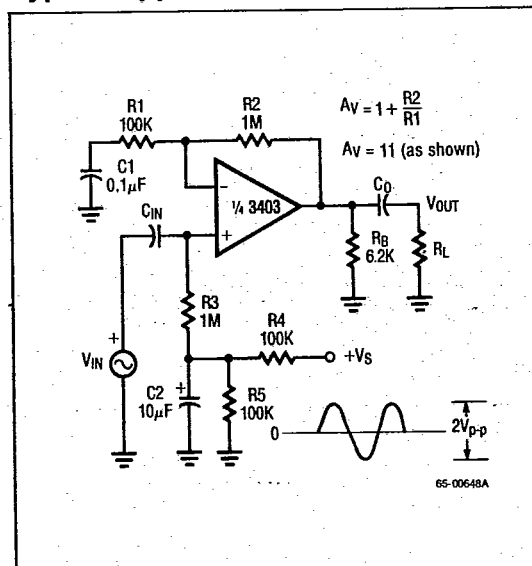 R1
100K
R2
1M
AV = 1 + R2/R1
AV = 11 (as shown)
C1
0.1μF
CIN
−
+
¼ 3403
CO
VOUT
RB
6.2K
RL
R3
1M
R4
100K
+VS
+
VIN
+
C2
10μF
R5
100K
0
2Vp-p
65-00648A